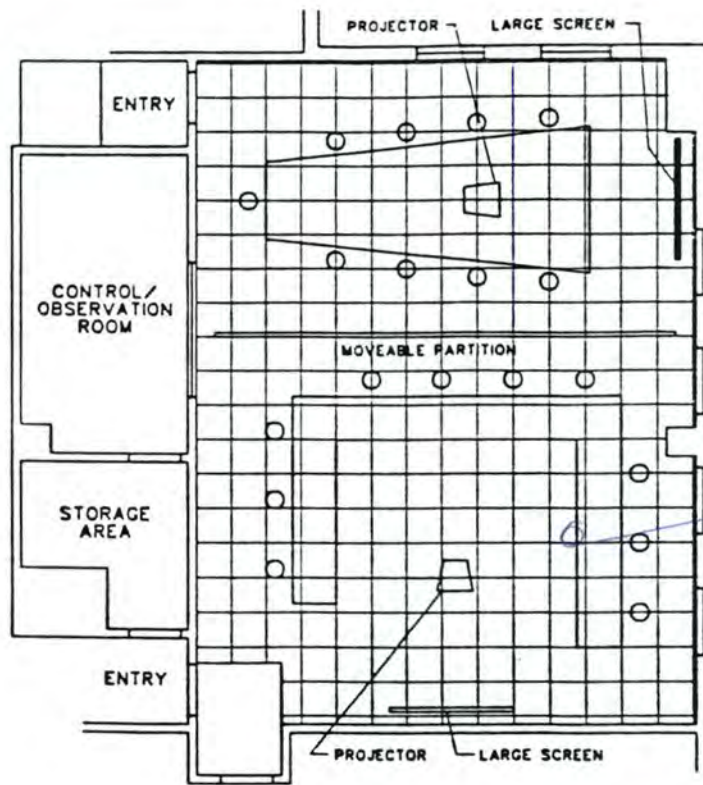 PROJECTOR
LARGE SCREEN
ENTRY
CONTROL/
OBSERVATION
ROOM
MOVEABLE PARTITION
STORAGE
AREA
ENTRY
PROJECTOR
LARGE SCREEN